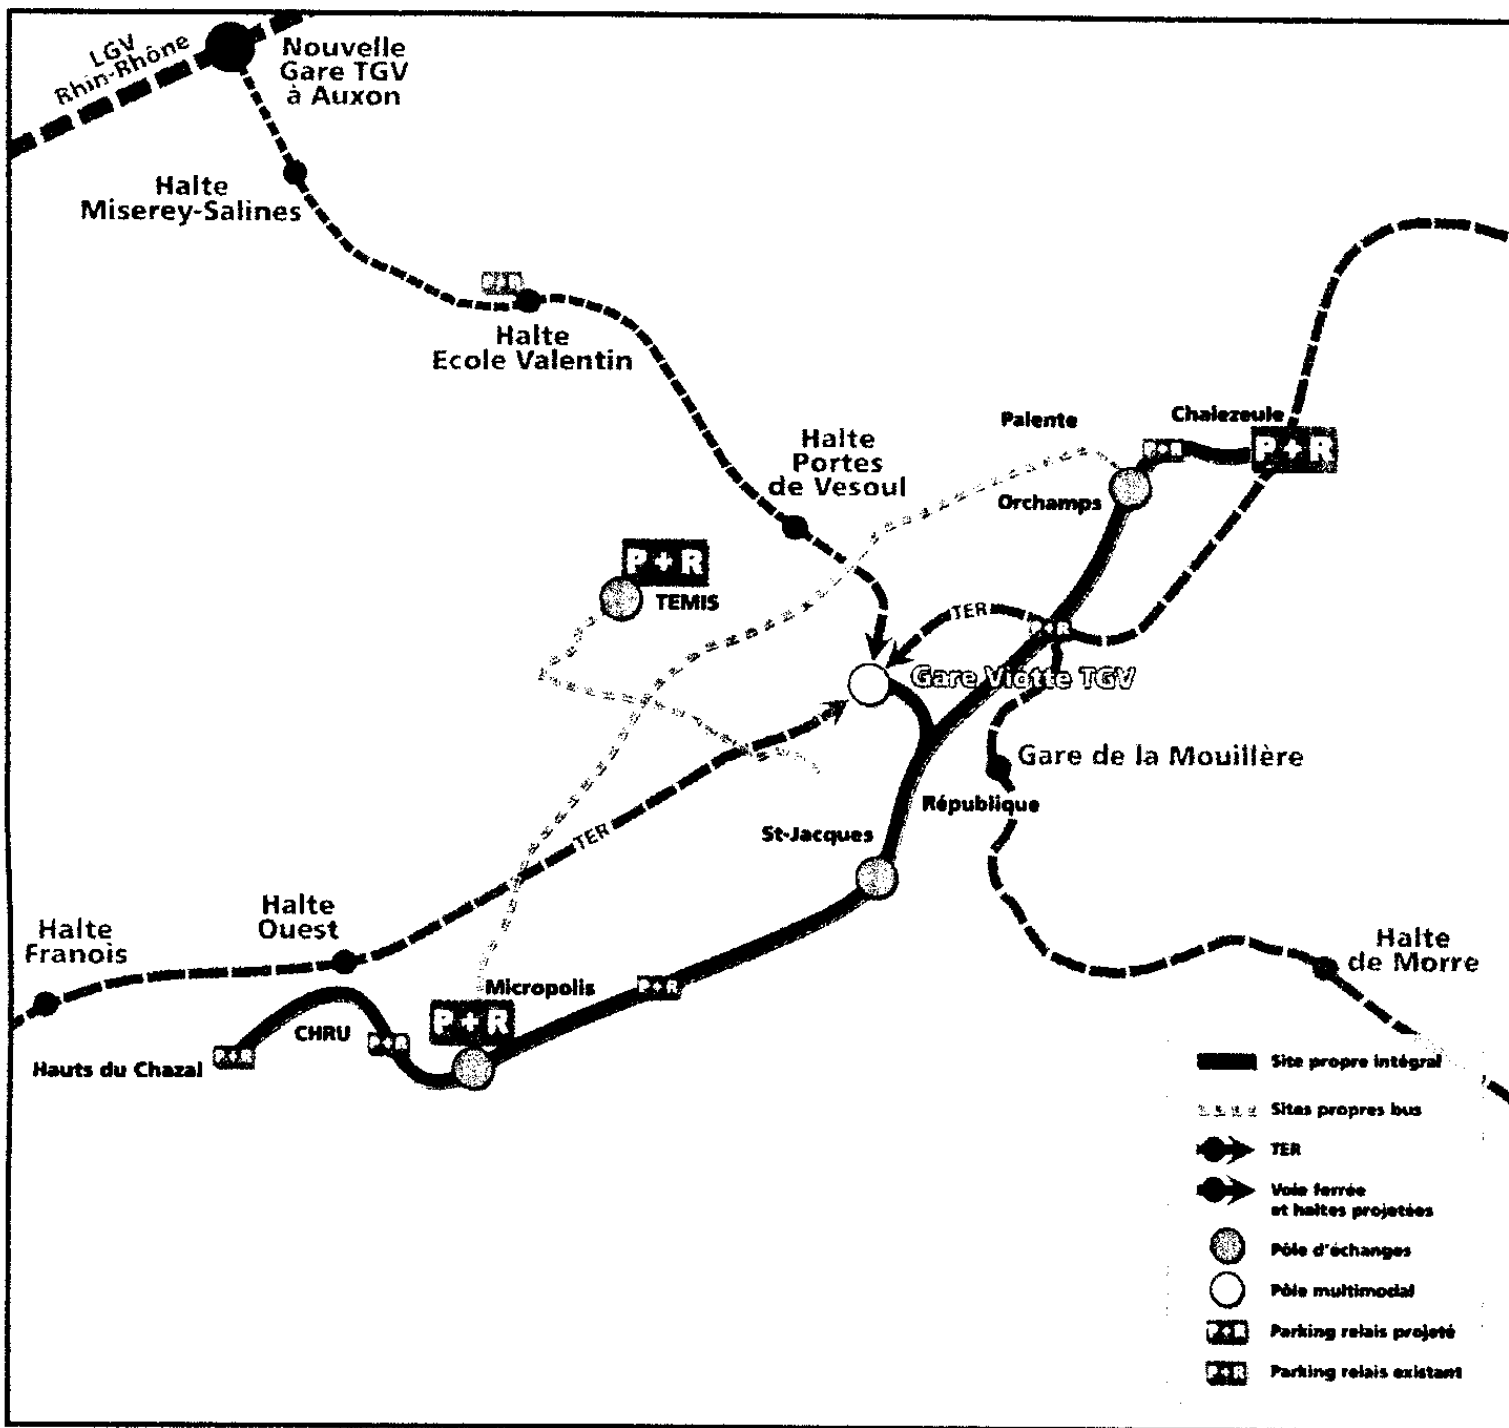 LGV
Rhin-Rhône
Nouvelle
Gare TGV
à Auxon
Halte
Miserey-Salines
P+R
Halte
Ecole Valentin
Halte
Portes
de Vesoul
Palente
Chalezeule
P+R
P+R
Orchamps
P+R
TEMIS
TER
P+R
Gare Viotte TGV
Gare de la Mouillère
République
St-Jacques
TER
Halte
Ouest
Halte
Franois
Halte
de Morre
Micropolis
P+R
P+R
CHRU
P+R
Hauts du Chazal
P+R
Site propre intégral
Sites propres bus
TER
Voie ferrée
et haltes projetées
Pôle d'échanges
Pôle multimodal
P+R
Parking relais projeté
P+R
Parking relais existant